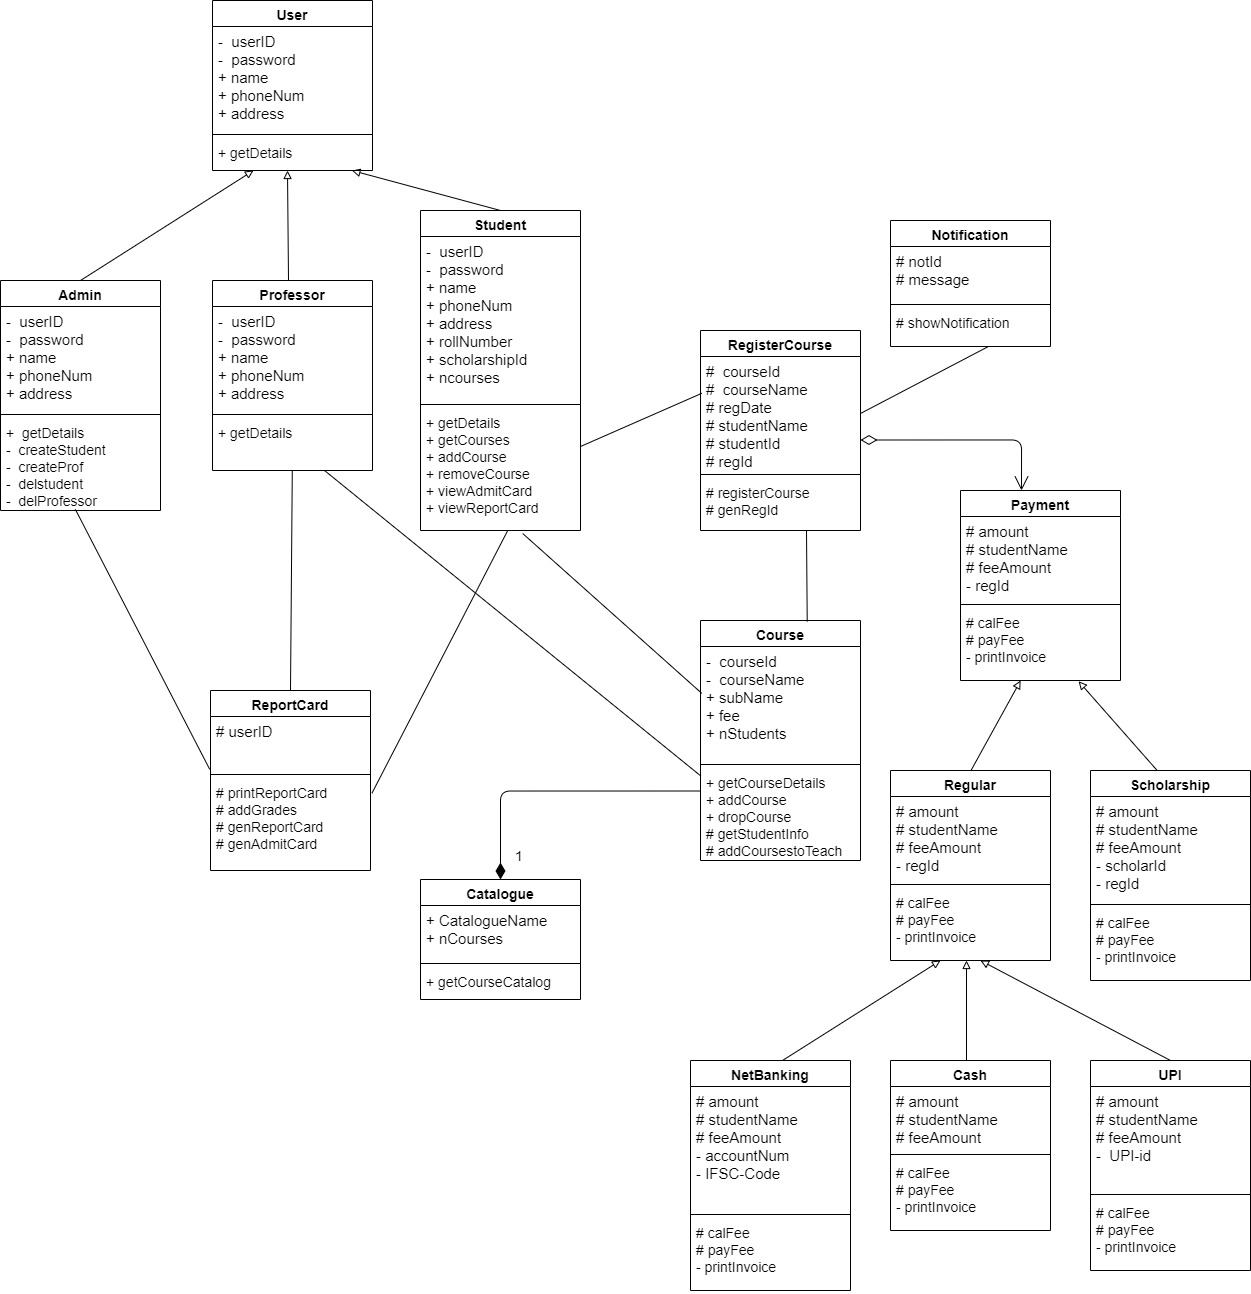 User
- userID
- password
+ name
+ phoneNum
+ address
+ getDetails
Student
- userID
- password
+ name
+ phoneNum
+ address
+ rollNumber
+ scholarshipId
+ ncourses
+ getDetails
+ getCourses
+ addCourse
+ removeCourse
+ viewAdmitCard
+ viewReportCard
Notification
# notId
# message
# showNotification
Admin
- userID
- password
+ name
+ phoneNum
+ address
+ getDetails
- createStudent
- createProf
- delstudent
- delProfessor
Professor
- userID
- password
+ name
+ phoneNum
+ address
+ getDetails
RegisterCourse
# courseId
# courseName
# regDate
# studentName
# studentId
# regId
# registerCourse
# genRegId
Payment
# amount
# studentName
# feeAmount
- regId
# calFee
# payFee
- printInvoice
Course
- courseId
- courseName
+ subName
+ fee
+ nStudents
+ getCourseDetails
+ addCourse
+ dropCourse
# getStudentInfo
# addCoursestoTeach
ReportCard
# userID
# printReportCard
# addGrades
# genReportCard
# genAdmitCard
1
Catalogue
+ CatalogueName
+ nCourses
+ getCourseCatalog
Regular
# amount
# studentName
# feeAmount
- regId
# calFee
# payFee
- printInvoice
Scholarship
# amount
# studentName
# feeAmount
- scholarId
- regId
# calFee
# payFee
- printInvoice
NetBanking
# amount
# studentName
# feeAmount
- accountNum
- IFSC-Code
# calFee
# payFee
- printInvoice
Cash
# amount
# studentName
# feeAmount
# calFee
# payFee
- printInvoice
UPI
# amount
# studentName
# feeAmount
- UPI-id
# calFee
# payFee
- printInvoice